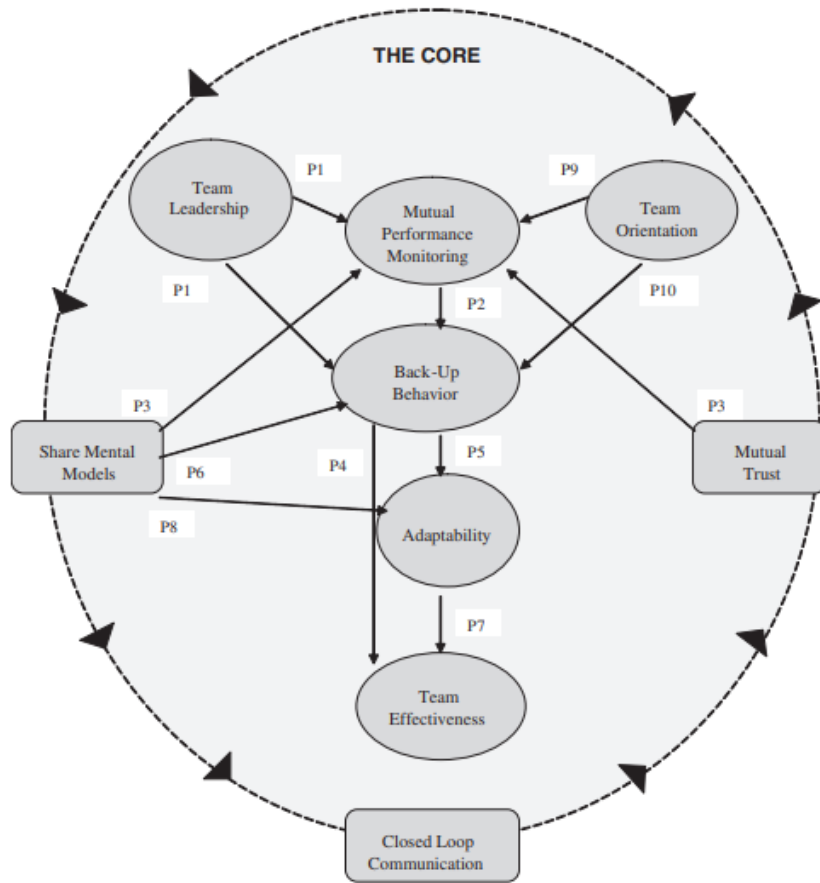 THE CORE
P1
P9
Team
Leadership
Mutual
Performance
Monitoring
Team
Orientation
P1
P2
P10
Back-Up
Behavior
P3
P3
Share Mental
Models
P6
P4
P5
Mutual
Trust
P8
Adaptability
P7
Team
Effectiveness
Closed Loop
Communication